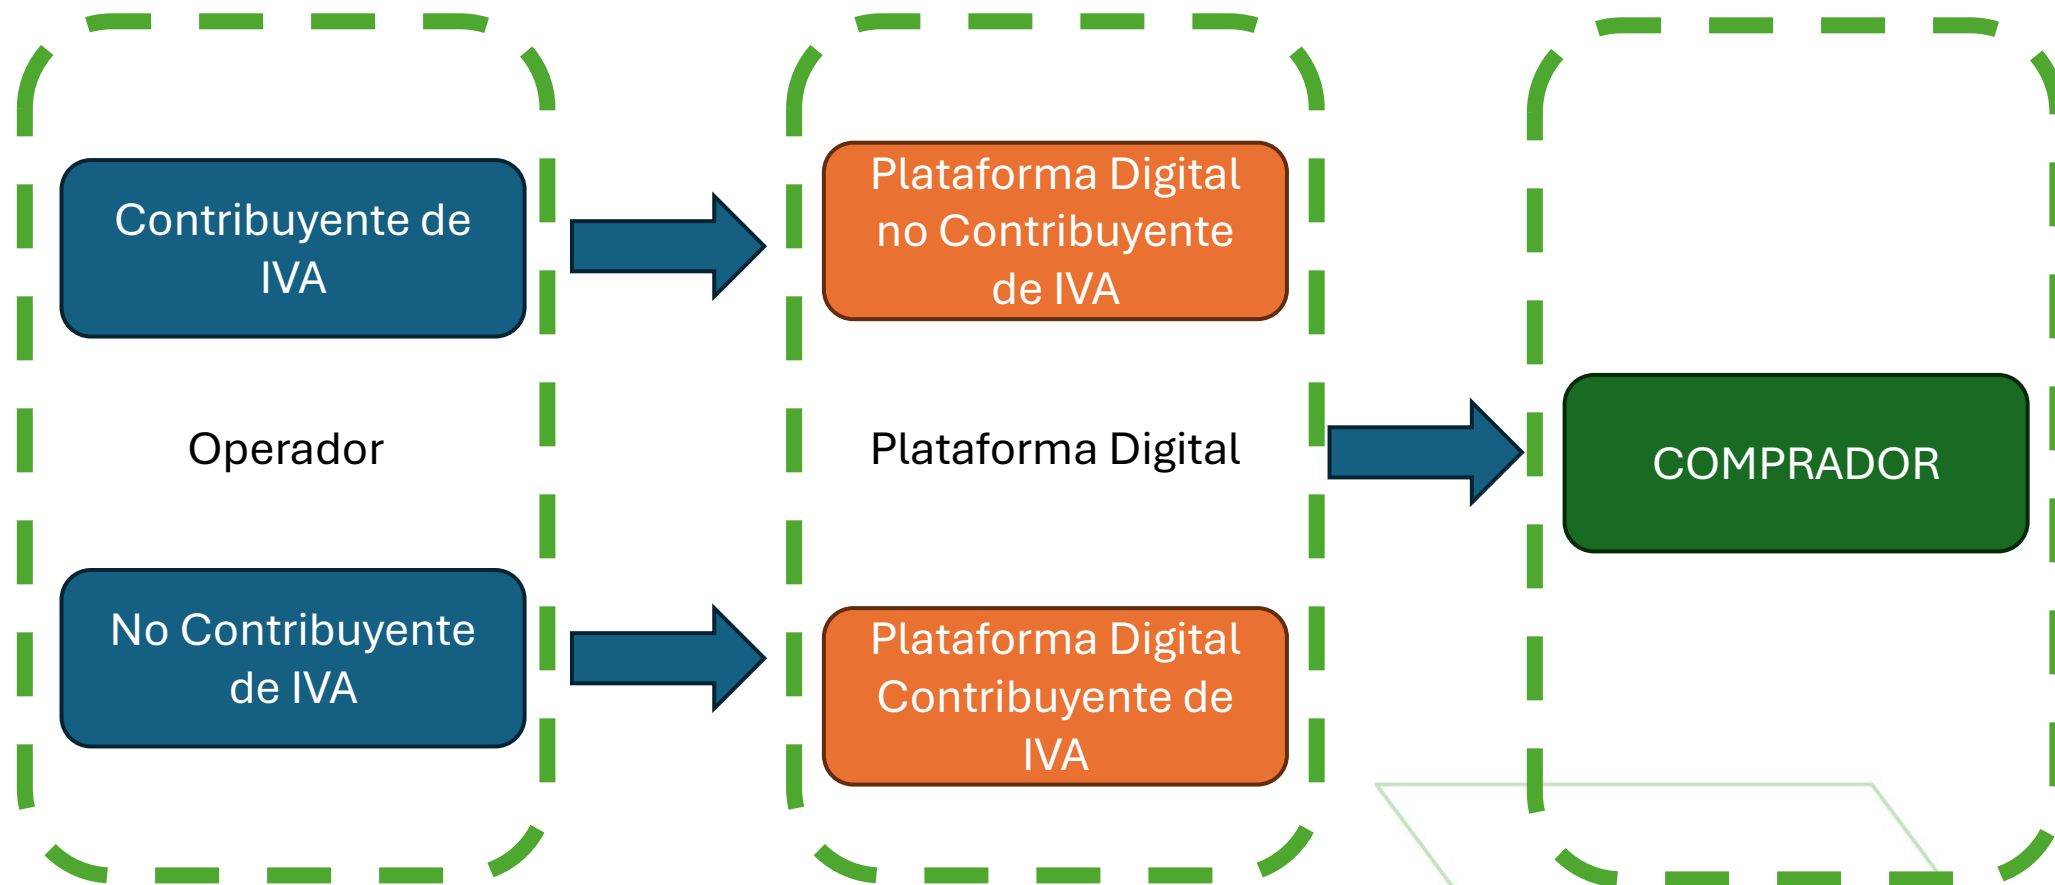 Contribuyente de
IVA
Operador
No Contribuyente
de IVA
Plataforma Digital
no Contribuyente
de IVA
Plataforma Digital
Plataforma Digital
Contribuyente de
IVA
COMPRADOR